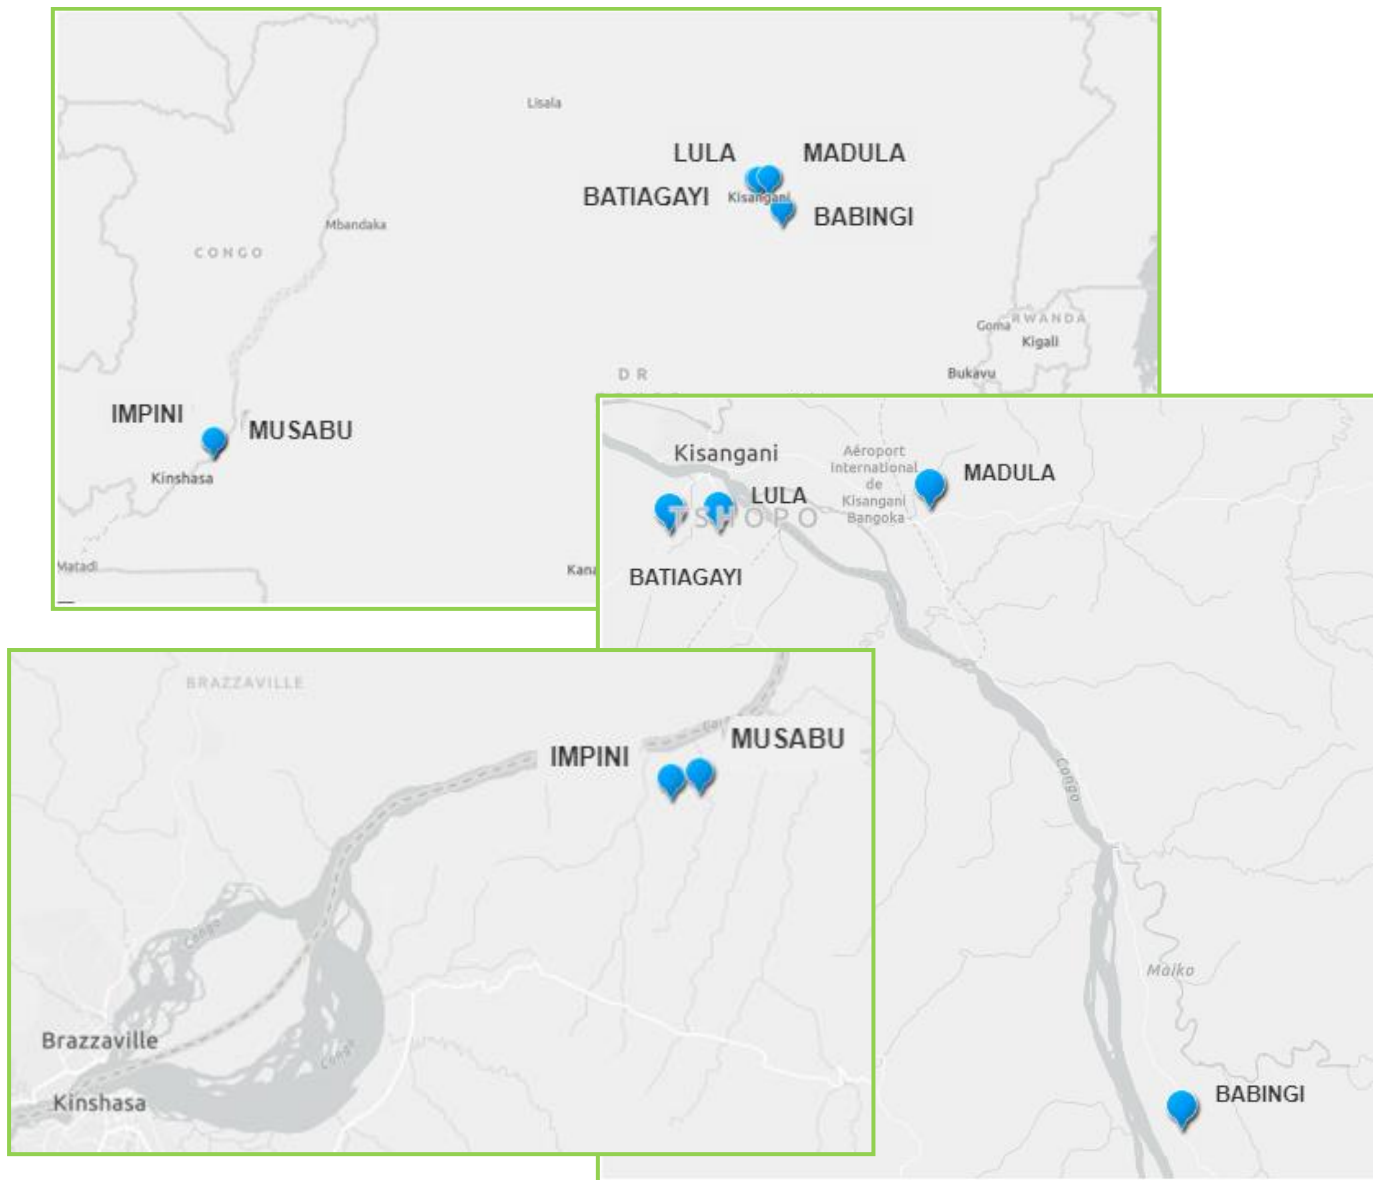 Lisala
LULA
MADULA
BATIAGAYI
Kisangani
BABINGI
Mbandaka
CONGO
Goma
RWANDA
Kigali
DR
Bukavu
IMPINI
MUSABU
Kinshasa
Matadi
Kisangani
Aéroport
International
de
Kisangani
Bangoka
MADULA
LULA
TSHOPO
BATIAGAYI
Congo
Maiko
BABINGI
BRAZZAVILLE
IMPINI
MUSABU
Congo
Brazzaville
Congo
Kinshasa